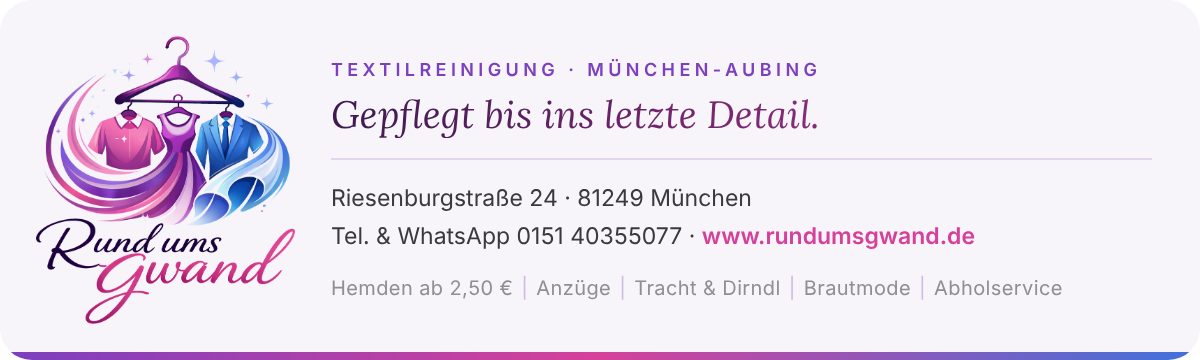 Rund ums
Gwand
TEXTILREINIGUNG · MÜNCHEN-AUBING
Gepflegt bis ins letzte Detail.
Riesenburgstraße 24 · 81249 München
Tel. & WhatsApp 0151 40355077 · www.rundumsgwand.de
Hemden ab 2,50 € | Anzüge | Tracht & Dirndl | Brautmode | Abholservice